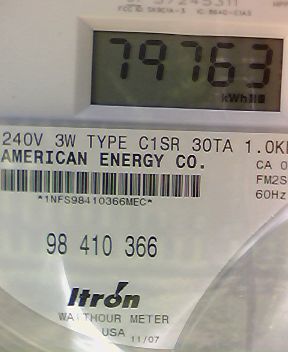 79763
kWh
240V 3W TYPE C1SR 30TA 1.0K
AMERICAN ENERGY CO.
CA 0
FM2S
60Hz
*1NFS98410366MEC*
98 410 366
Itrón
WATTHOUR METER
USA 11/07